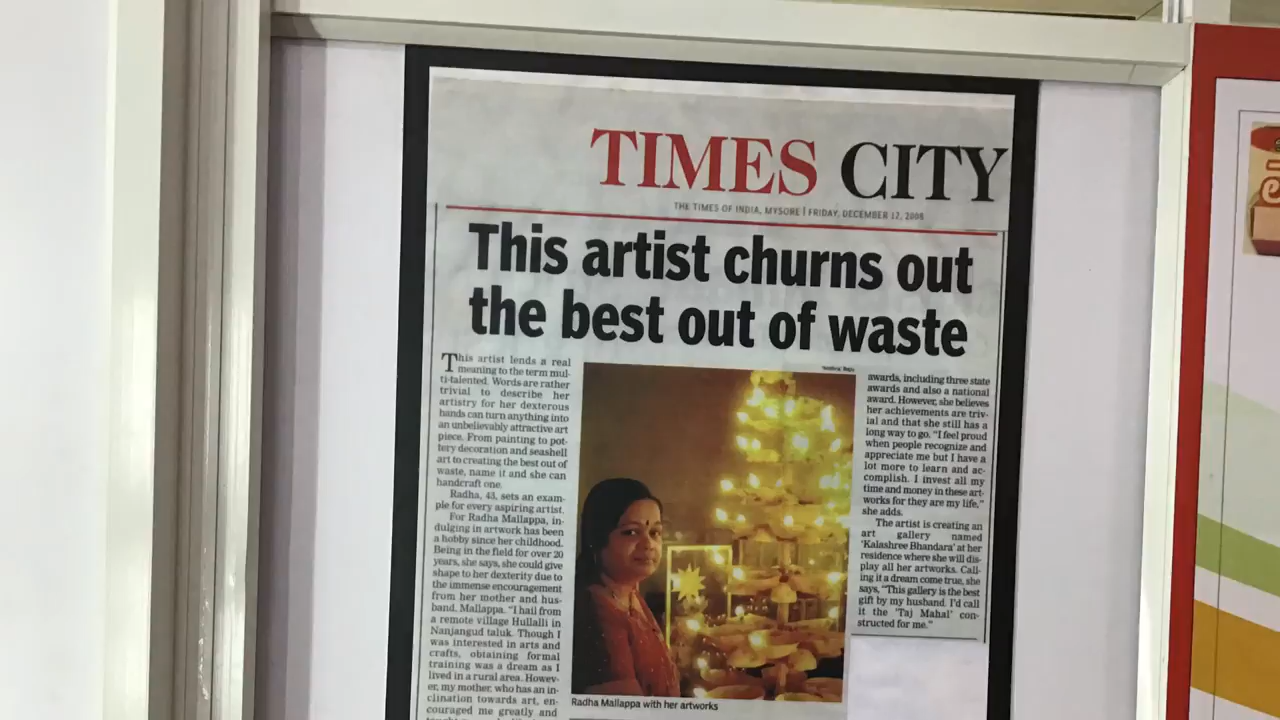 TIMES CITY
THE TIMES OF INDIA, MYSORE | FRIDAY, DECEMBER 12, 2008
This artist churns out
the best out of waste
This artist lends a real
meaning to the term mul-
ti-talented. Words are rather
trivial to describe her
artistry for her dexterous
hands can turn anything into
an unbelievably attractive art
piece. From painting to pot-
tery decoration and seashell
art to creating the best out of
waste, name it and she can
handcraft one.
Radha, 43, sets an exam-
ple for every aspiring artist.
For Radha Mallappa, in-
dulging in artwork has been
a hobby since her childhood.
Being in the field for over 20
years, she says, she could give
shape to her dexterity due to
the immense encouragement
from her mother and hus-
band, Mallappa. "I hail from
a remote village Hullalli in
Nanjangud taluk. Though I
was interested in arts and
crafts, obtaining formal
training was a dream as I
lived in a rural area. Howev-
er, my mother, who has an in-
clination towards art, en-
couraged me greatly and
Radha Mallappa with her artworks
awards, including three state
awards and also a national
award. However, she believes
her achievements are triv-
ial and that she still has a
long way to go. "I feel proud
when people recognize and
appreciate me but I have a
lot more to learn and ac-
complish. I invest all my
time and money in these art-
works for they are my life,"
she adds.
The artist is creating an
art gallery named
'Kalashree Bhandara' at her
residence where she will dis-
play all her artworks. Call-
ing it a dream come true, she
says, "This gallery is the best
gift by my husband. I'd call
it the 'Taj Mahal' con-
structed for me."